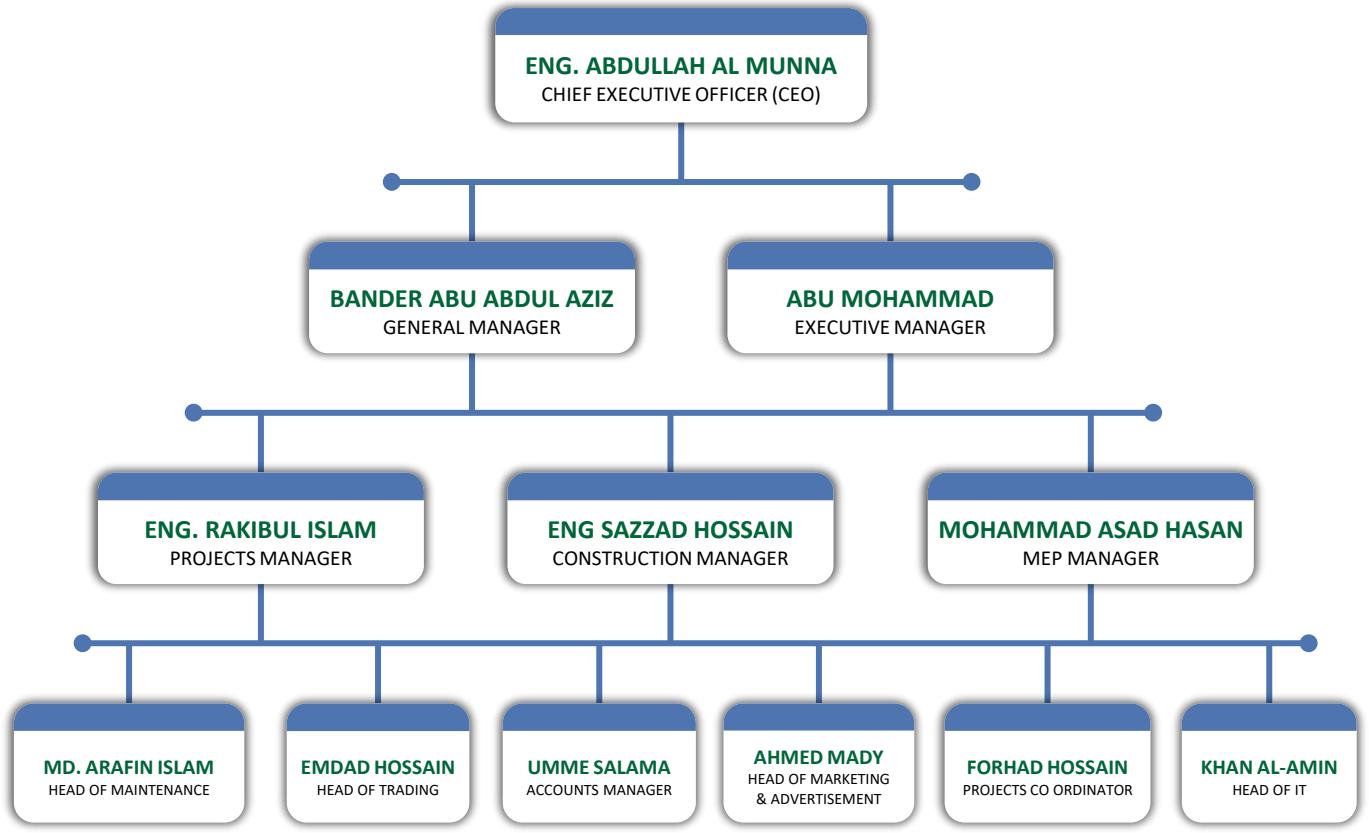 ENG. ABDULLAH AL MUNNA
CHIEF EXECUTIVE OFFICER (CEO)
BANDER ABU ABDUL AZIZ
GENERAL MANAGER
ABU MOHAMMAD
EXECUTIVE MANAGER
ENG. RAKIBUL ISLAM
PROJECTS MANAGER
ENG SAZZAD HOSSAIN
CONSTRUCTION MANAGER
MOHAMMAD ASAD HASAN
MEP MANAGER
MD. ARAFIN ISLAM
HEAD OF MAINTENANCE
EMDAD HOSSAIN
HEAD OF TRADING
UMME SALAMA
ACCOUNTS MANAGER
AHMED MADY
HEAD OF MARKETING
& ADVERTISEMENT
FORHAD HOSSAIN
PROJECTS CO ORDINATOR
KHAN AL-AMIN
HEAD OF IT